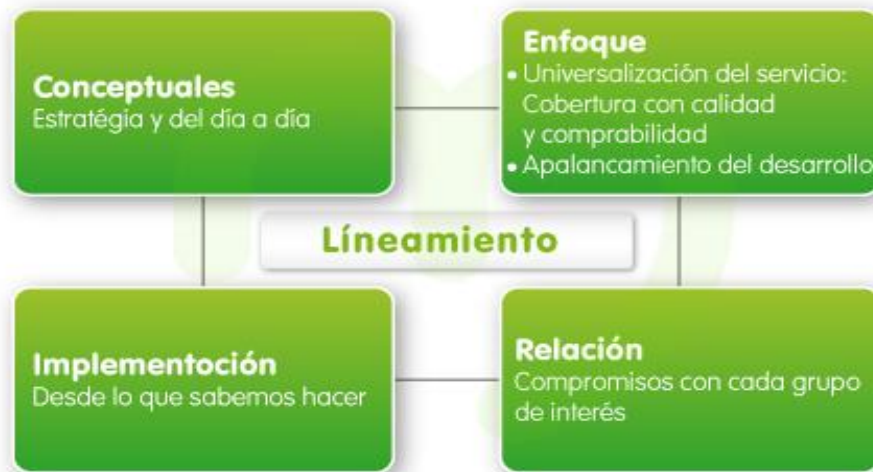 Conceptuales
Estratégia y del día a día
Enfoque
• Universalización del servicio:
Cobertura con calidad
y comprabilidad
• Apalancamiento del desarrollo
Líneamiento
Implementoción
Desde lo que sabemos hacer
Relación
Compromisos con cada grupo
de interés